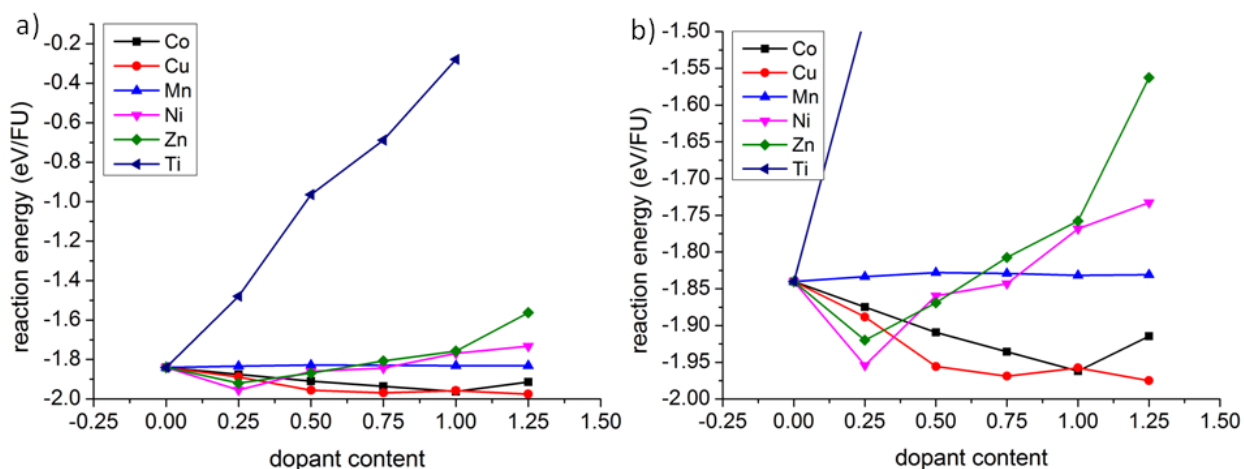 a)
reaction energy (eV/FU)
-0.2
-0.4
-0.6
-0.8
-1.0
-1.2
-1.4
-1.6
-1.8
-2.0
Co
Cu
Mn
Ni
Zn
Ti
-0.25 0.00 0.25 0.50 0.75 1.00 1.25 1.50
dopant content
b)
reaction energy (eV/FU)
-1.50
-1.55
-1.60
-1.65
-1.70
-1.75
-1.80
-1.85
-1.90
-1.95
-2.00
Co
Cu
Mn
Ni
Zn
Ti
-0.25 0.00 0.25 0.50 0.75 1.00 1.25 1.50
dopant content